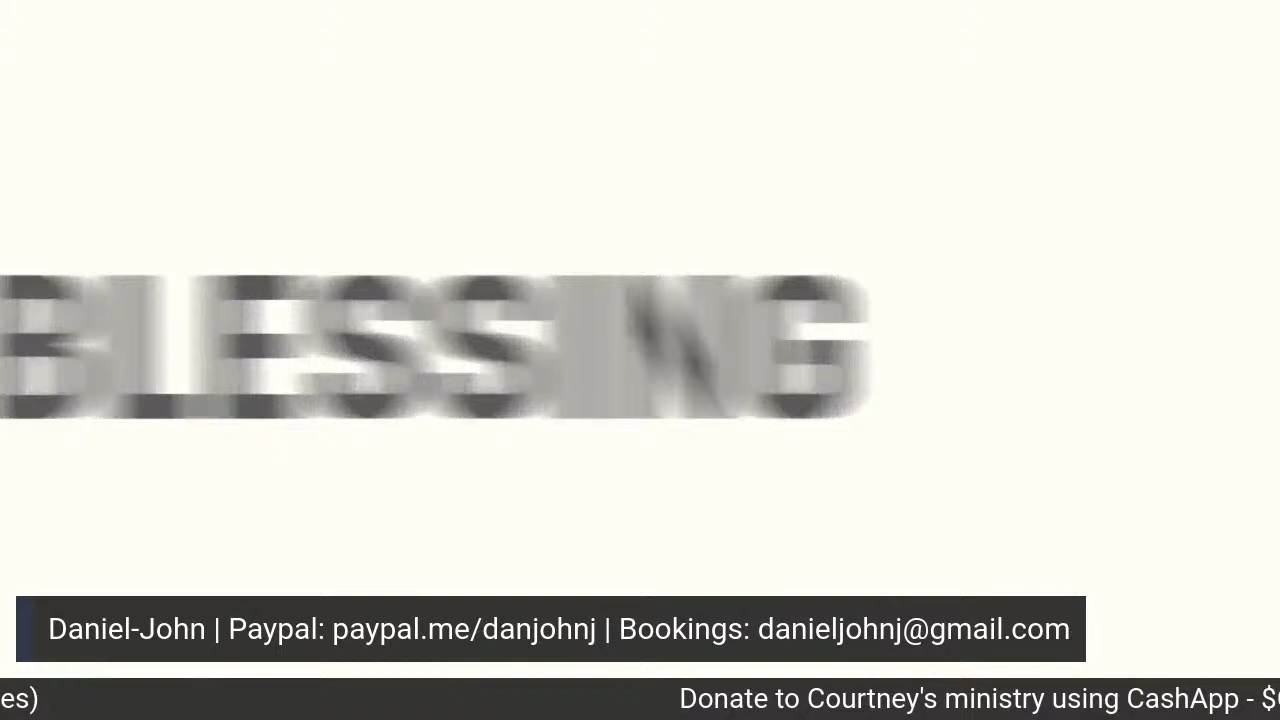 BLESSING
Daniel-John | Paypal: paypal.me/danjohnj | Bookings: danieljohnj@gmail.com
es) Donate to Courtney's ministry using CashApp - $